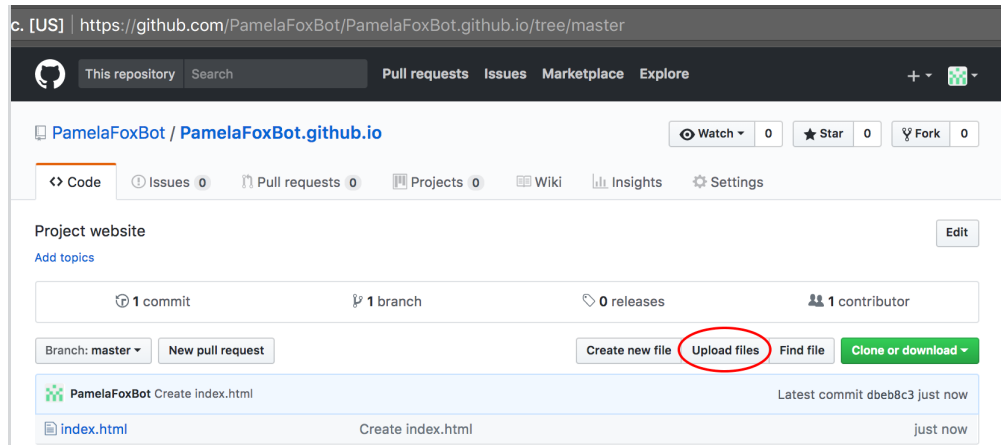 c. [US] | https://github.com/PamelaFoxBot/PamelaFoxBot.github.io/tree/master
This repository Search Pull requests Issues Marketplace Explore
PamelaFoxBot / PamelaFoxBot.github.io Watch 0 Star 0 Fork 0
Code Issues 0 Pull requests 0 Projects 0 Wiki Insights Settings
Project website Edit
Add topics
1 commit 1 branch 0 releases 1 contributor
Branch: master New pull request Create new file Upload files Find file Clone or download
PamelaFoxBot Create index.html Latest commit dbeb8c3 just now
index.html Create index.html just now